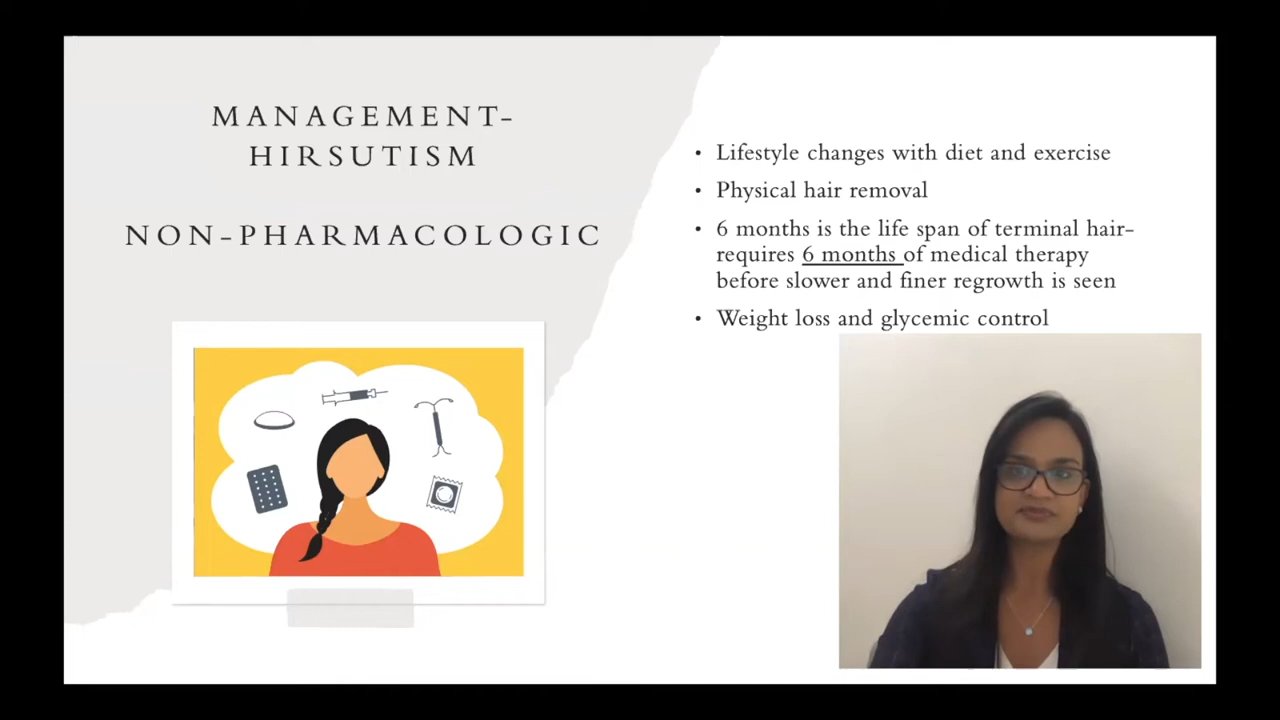 MANAGEMENT-
HIRSUTISM
NON-PHARMACOLOGIC
• Lifestyle changes with diet and exercise
• Physical hair removal
• 6 months is the life span of terminal hair-
requires 6 months of medical therapy
before slower and finer regrowth is seen
• Weight loss and glycemic control